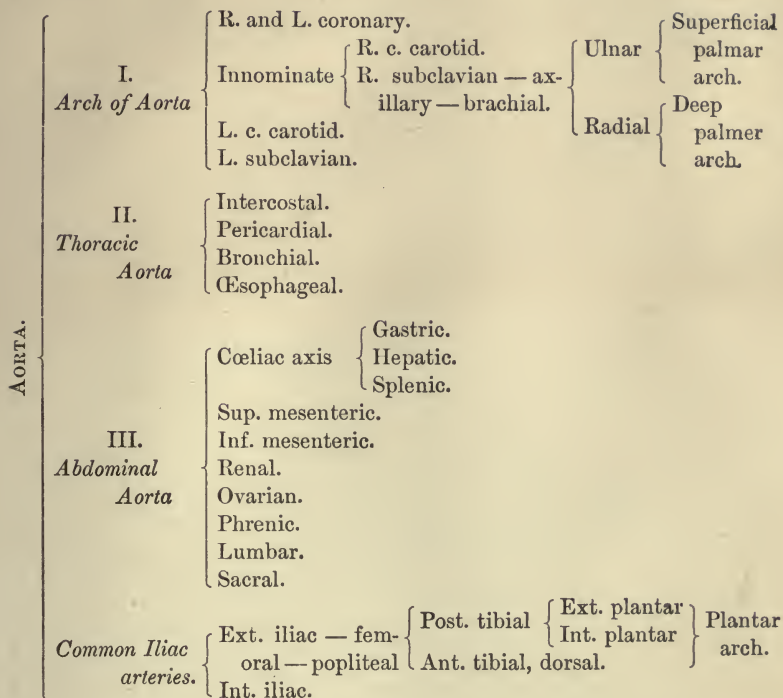 AORTA.
I.
Arch of Aorta
R. and L. coronary.
Innominate
R. c. carotid.
R. subclavian — ax-
illary — brachial.
Ulnar
Superficial
palmar
arch.
Radial
Deep
palmer
arch.
L. c. carotid.
L. subclavian.
II.
Thoracic
Aorta
Intercostal.
Pericardial.
Bronchial.
Œsophageal.
III.
Abdominal
Aorta
Cœliac axis
Gastric.
Hepatic.
Splenic.
Sup. mesenteric.
Inf. mesenteric.
Renal.
Ovarian.
Phrenic.
Lumbar.
Sacral.
Common Iliac
arteries.
Ext. iliac — fem-
oral — popliteal
Post. tibial
Ext. plantar
Int. plantar
Plantar
arch.
Ant. tibial, dorsal.
Int. iliac.